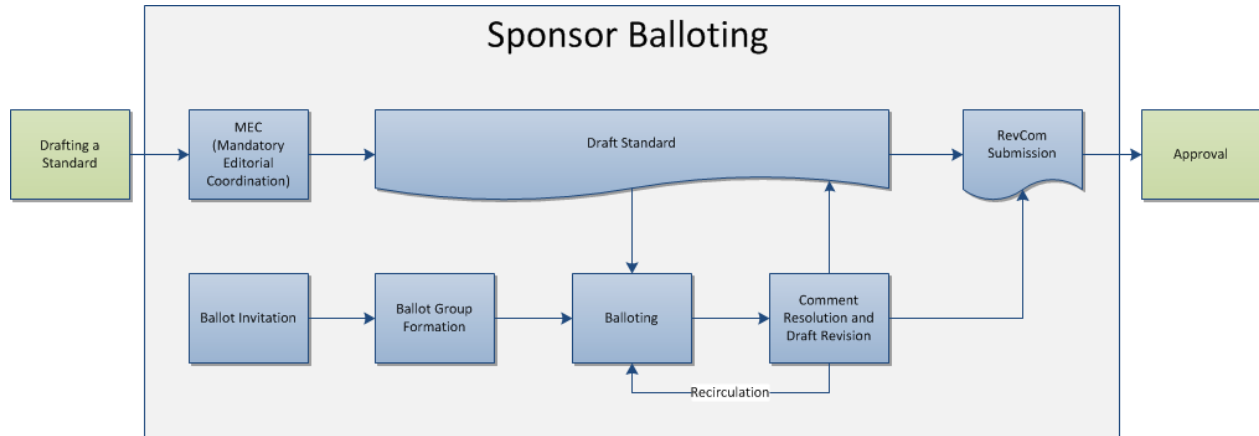 Sponsor Balloting
Drafting a
Standard
MEC
(Mandatory
Editorial
Coordination)
Draft Standard
RevCom
Submission
Approval
Ballot Invitation
Ballot Group
Formation
Balloting
Comment
Resolution and
Draft Revision
Recirculation